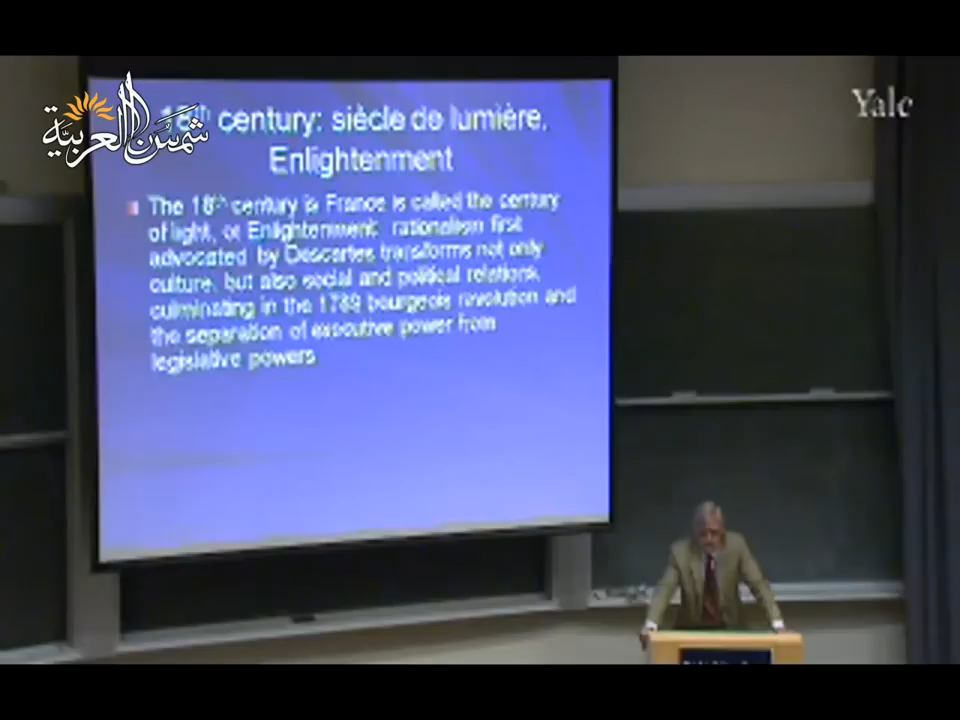 شمس العربية
Yale
18th century: siècle de lumière.
Enlightenment
The 18th century is France is called the century
of light, or Enlightenment: rationalism first
advocated by Descartes transforms not only
culture, but also social and political relations,
culminating in the 1789 bourgeois revolution and
the separation of executive power from
legislative powers